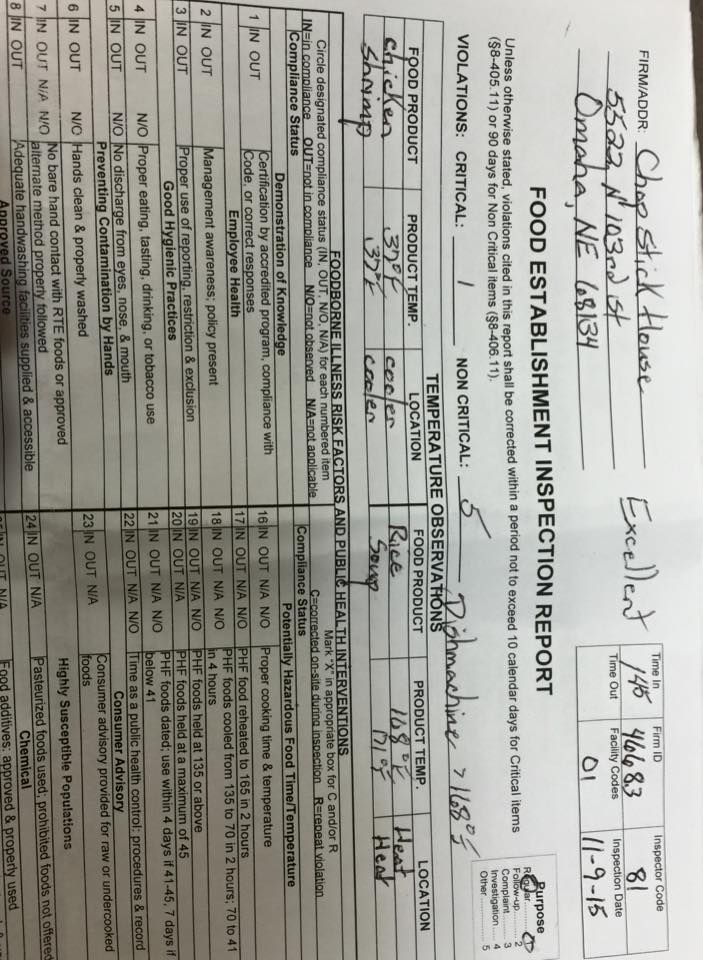 FIRM/ADDR: Chop Stick House Excellent
5522 N 103rd St
Omaha, NE 68134
Time In Firm ID Inspector Code
145 46683 81
Time Out Facility Codes Inspection Date
01 11-9-15
FOOD ESTABLISHMENT INSPECTION REPORT
Purpose
Regular 1
Follow-up 2
Complaint 3
Investigation 4
Other 5
Unless otherwise stated, violations cited in this report shall be corrected within a period not to exceed 10 calendar days for Critical items
(§8-405.11) or 90 days for Non Critical items (§8-406.11).
VIOLATIONS: CRITICAL: 1 NON CRITICAL: 5 Dishmachine > 168°F
TEMPERATURE OBSERVATIONS
FOOD PRODUCT PRODUCT TEMP. LOCATION FOOD PRODUCT PRODUCT TEMP. LOCATION
chicken 37°F cooler Rice 168°F Heat
shrimp 37°F cooler Soup 171°F Heat
FOODBORNE ILLNESS RISK FACTORS AND PUBLIC HEALTH INTERVENTIONS
Circle designated compliance status (IN, OUT, N/O, N/A) for each numbered item Mark "X" in appropriate box for C and/or R
IN=in compliance OUT=not in compliance N/O=not observed N/A=not applicable C=corrected on-site during inspection R=repeat violation
Compliance Status
Demonstration of Knowledge
1 IN OUT Certification by accredited program, compliance with
Code, or correct responses
Employee Health
2 IN OUT Management awareness; policy present
3 IN OUT Proper use of reporting, restriction & exclusion
Good Hygienic Practices
4 IN OUT N/O Proper eating, tasting, drinking, or tobacco use
5 IN OUT N/O No discharge from eyes, nose, & mouth
Preventing Contamination by Hands
6 IN OUT N/O Hands clean & properly washed
7 IN OUT N/A N/O No bare hand contact with RTE foods or approved
alternate method properly followed
8 IN OUT Adequate handwashing facilities supplied & accessible
Approved Source
Compliance Status
Potentially Hazardous Food Time/Temperature
16 IN OUT N/A N/O Proper cooking time & temperature
17 IN OUT N/A N/O PHF food reheated to 165 in 2 hours
18 IN OUT N/A N/O PHF foods cooled from 135 to 70 in 2 hours; 70 to 41
in 4 hours
19 IN OUT N/A N/O PHF foods held at 135 or above
20 IN OUT N/A PHF foods held at a maximum of 45
21 IN OUT N/A N/O PHF foods dated; use within 4 days if 41-45, 7 days if
below 41
22 IN OUT N/A N/O Time as a public health control: procedures & record
Consumer Advisory
23 IN OUT N/A Consumer advisory provided for raw or undercooked
foods
Highly Susceptible Populations
24 IN OUT N/A Pasteurized foods used; prohibited foods not offered
Chemical
25 IN OUT N/A Food additives: approved & properly used